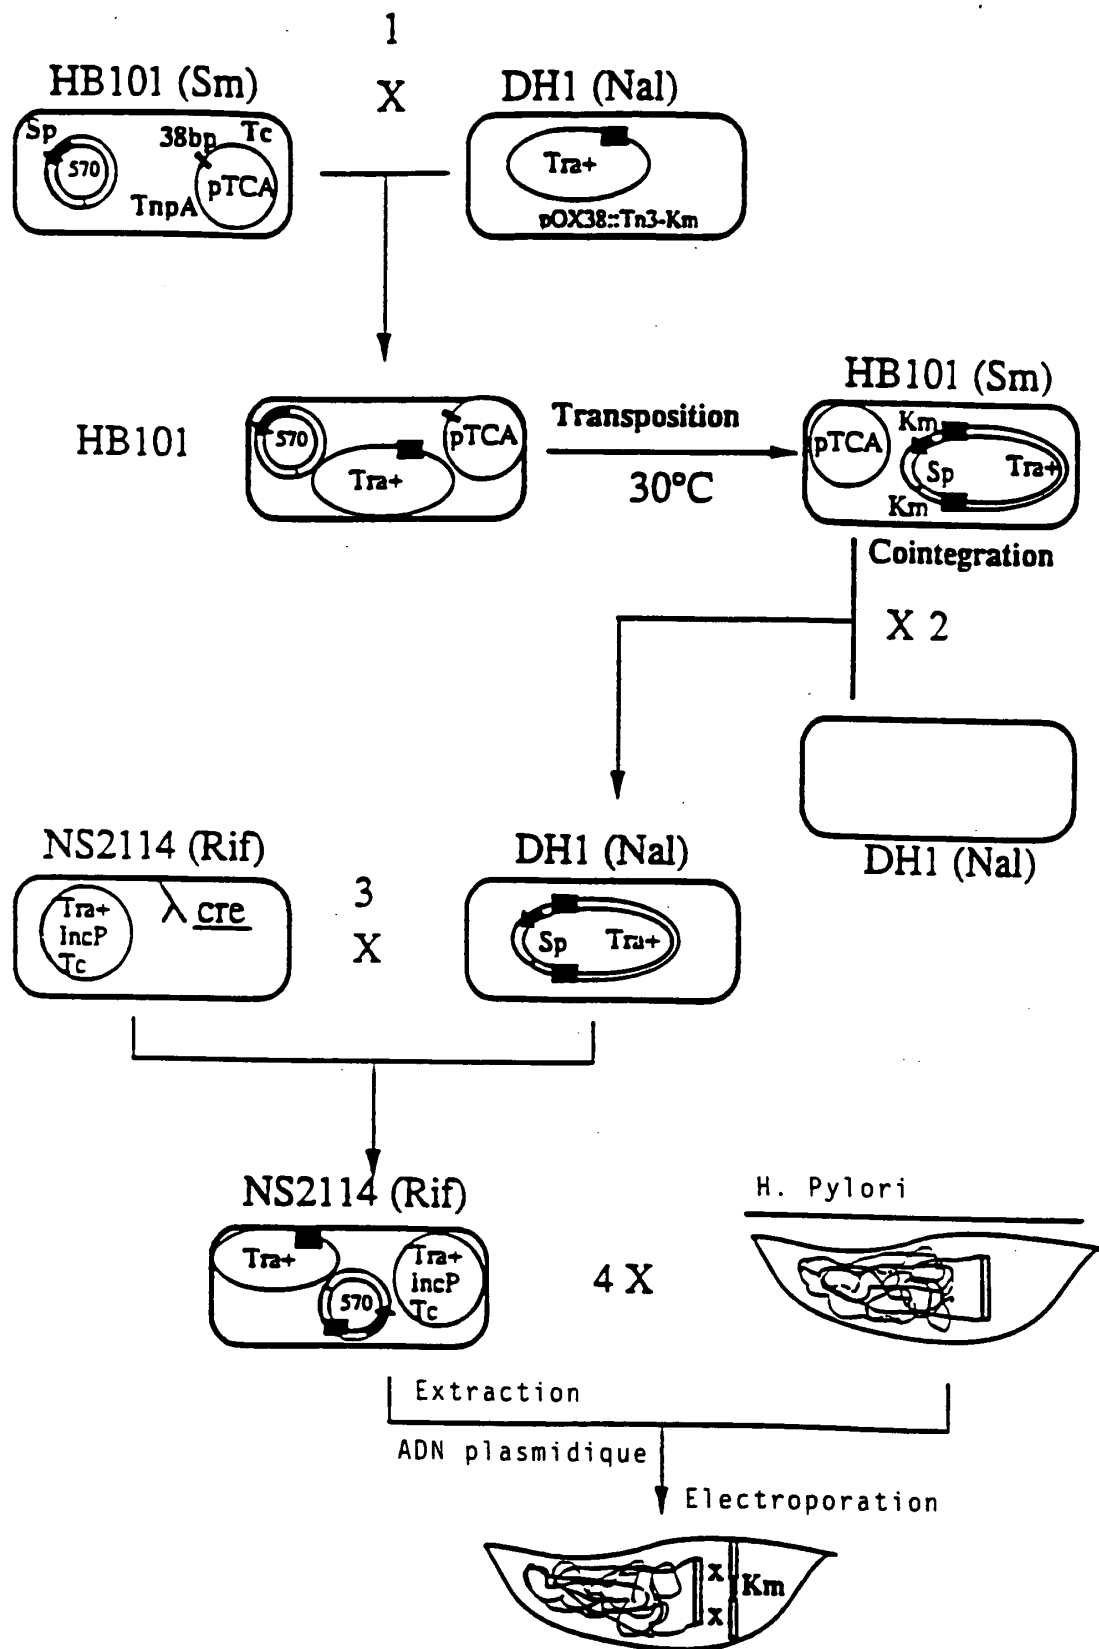 1
HB101 (Sm)
X
DH1 (Nal)
Sp
38bp
Tc
570
pTCA
TnpA
Tra+
pOX38::Tn3-Km
HB101 (Sm)
HB101
570
pTCA
Tra+
Transposition
30°C
pTCA
Km
Sp
Tra+
Km
Cointegration
X 2
DH1 (Nal)
NS2114 (Rif)
3
X
DH1 (Nal)
Tra+
IncP
Tc
λ cre
Sp
Tra+
NS2114 (Rif)
H. Pylori
Tra+
570
Tra+
IncP
Tc
4 X
Extraction
ADN plasmidique
Electroporation
X
X
Km